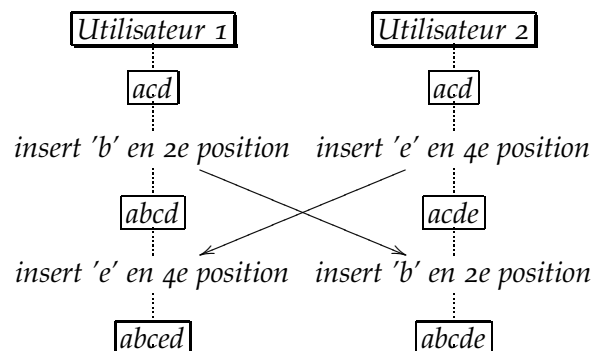 Utilisateur 1 Utilisateur 2
acd acd
insert 'b' en 2e position insert 'e' en 4e position
abcd acde
insert 'e' en 4e position insert 'b' en 2e position
abced abcde